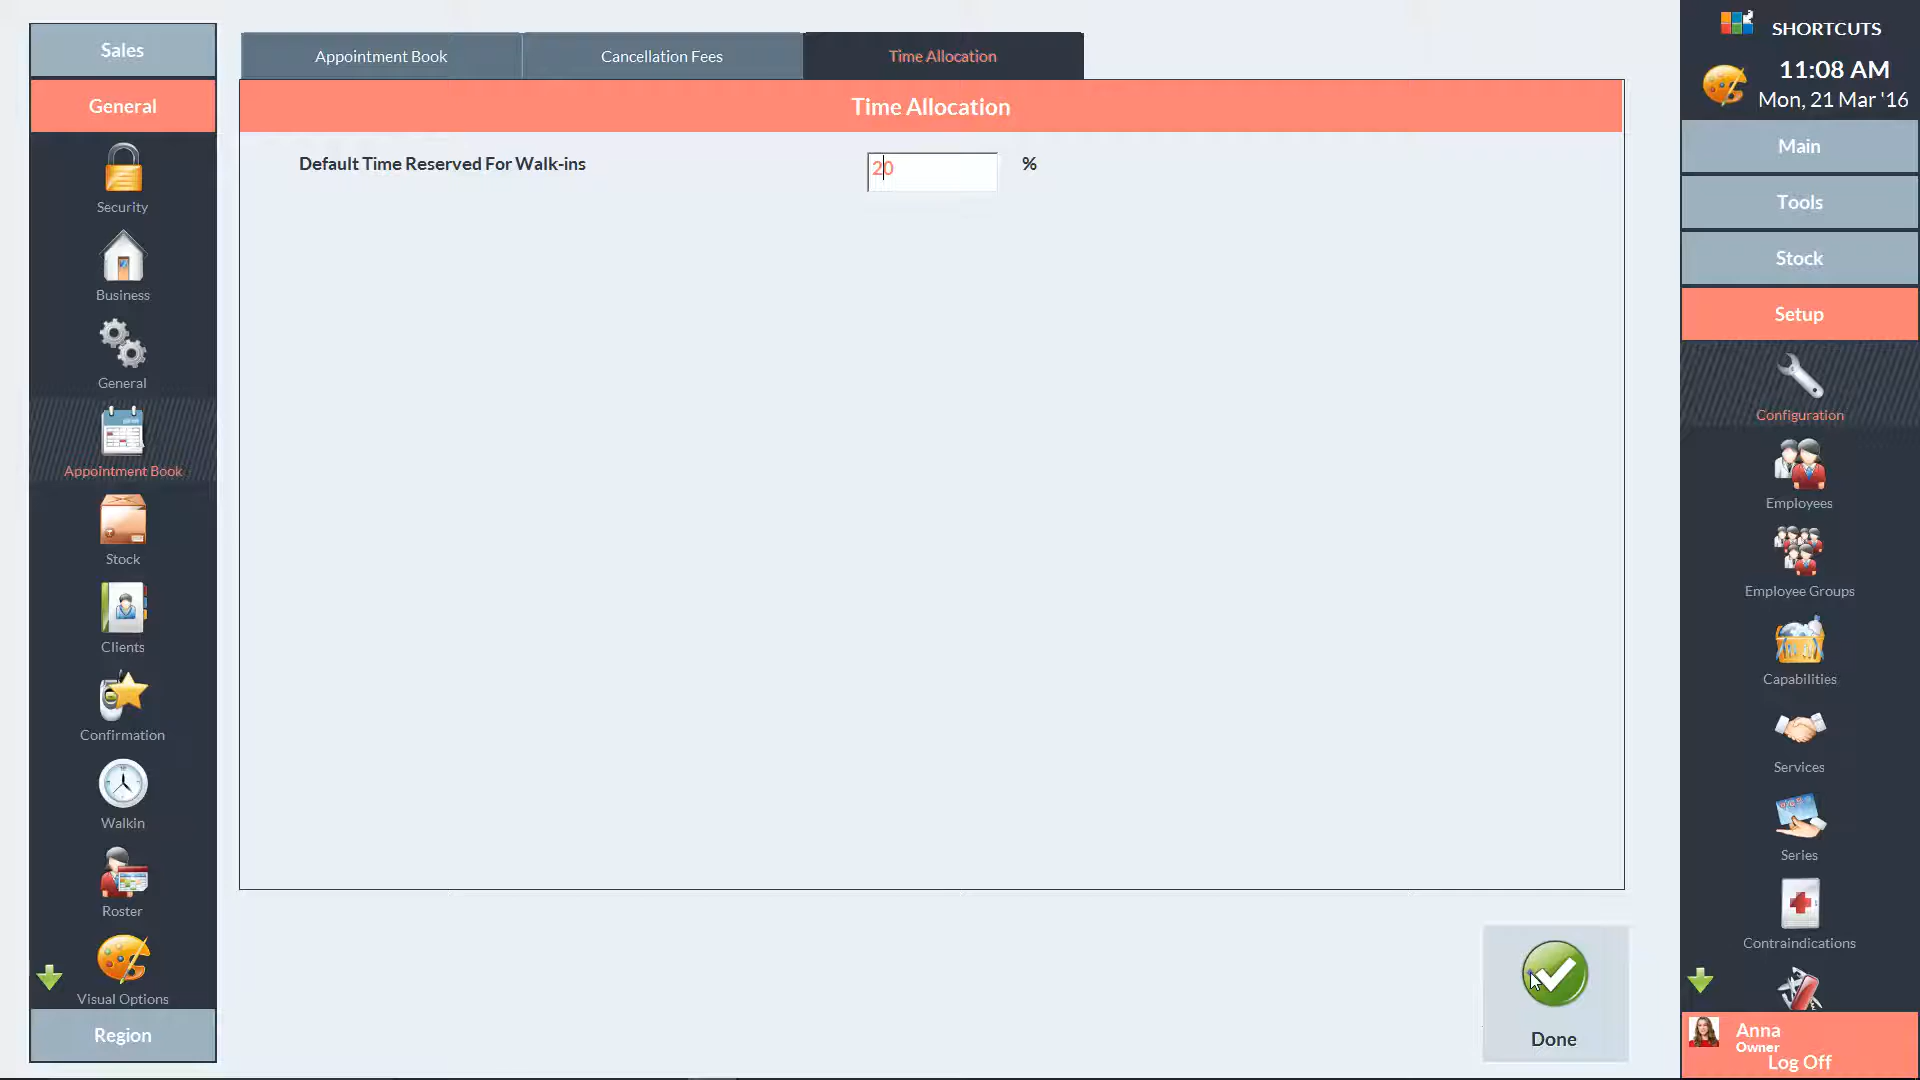 Sales
General
Security
Business
General
Appointment Book
Stock
Clients
Confirmation
Walkin
Roster
Visual Options
Region
Appointment Book
Cancellation Fees
Time Allocation
Time Allocation
Default Time Reserved For Walk-ins
20
%
Done
SHORTCUTS
11:08 AM
Mon, 21 Mar '16
Main
Tools
Stock
Setup
Configuration
Employees
Employee Groups
Capabilities
Services
Series
Contraindications
Anna
Owner
Log Off